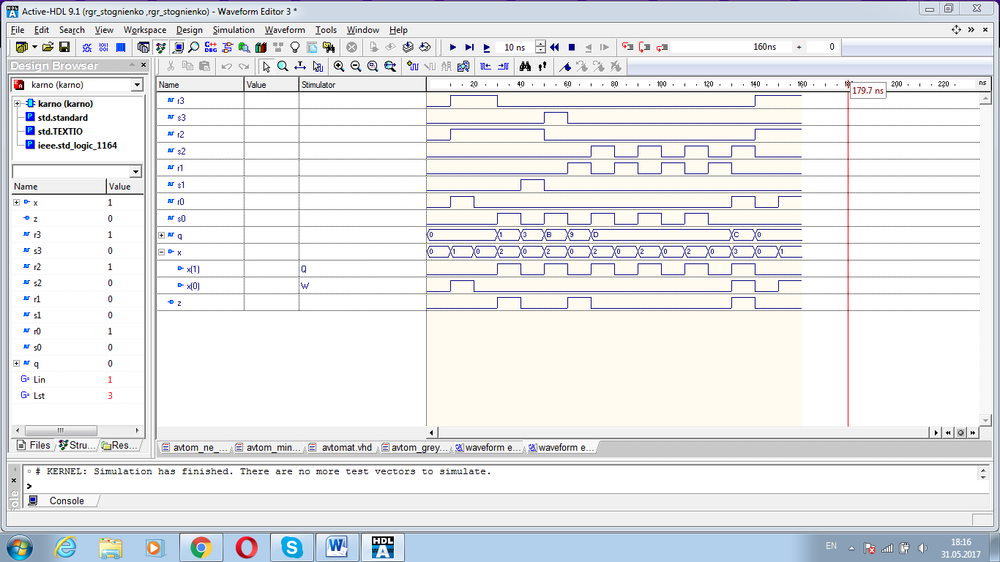 Active-HDL 9.1 (rgr_stognienko ,rgr_stognienko) - Waveform Editor 3 *
File Edit Search View Workspace Design Simulation Waveform Tools Window Help
C++ DBG 10 ns 160ns + 0
Design Browser
karno (karno)
karno (karno)
std.standard
std.TEXTIO
ieee.std_logic_1164
Name Value
x 1
z 0
r3 1
s3 0
r2 1
s2 0
r1 0
s1 0
r0 1
s0 0
q 0
Lin 1
Lst 3
Files Stru... Res...
Name Value Stimulator 20 40 60 80 100 120 140 160 200 220 ns
179.7 ns
r3
s3
r2
s2
r1
s1
r0
s0
q 0 1 3 B 9 D C 0
x 0 1 0 2 0 2 0 2 0 2 0 2 0 3 0 1
x(1) Q
x(0) W
z
avtom_ne_... avtom_min... avtomat.vhd avtom_grey... waveform e... waveform e...
# KERNEL: Simulation has finished. There are no more test vectors to simulate.
>
Console
EN 18:16
31.05.2017